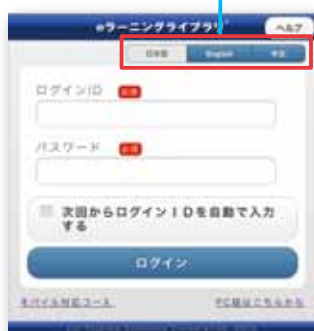 eラーニングライブラリ
ヘルプ
日本語 English 中文
ログインID 必須
パスワード 必須
次回からログインIDを自動で入力
する
ログイン
モバイル対応コース PC版はこちらから